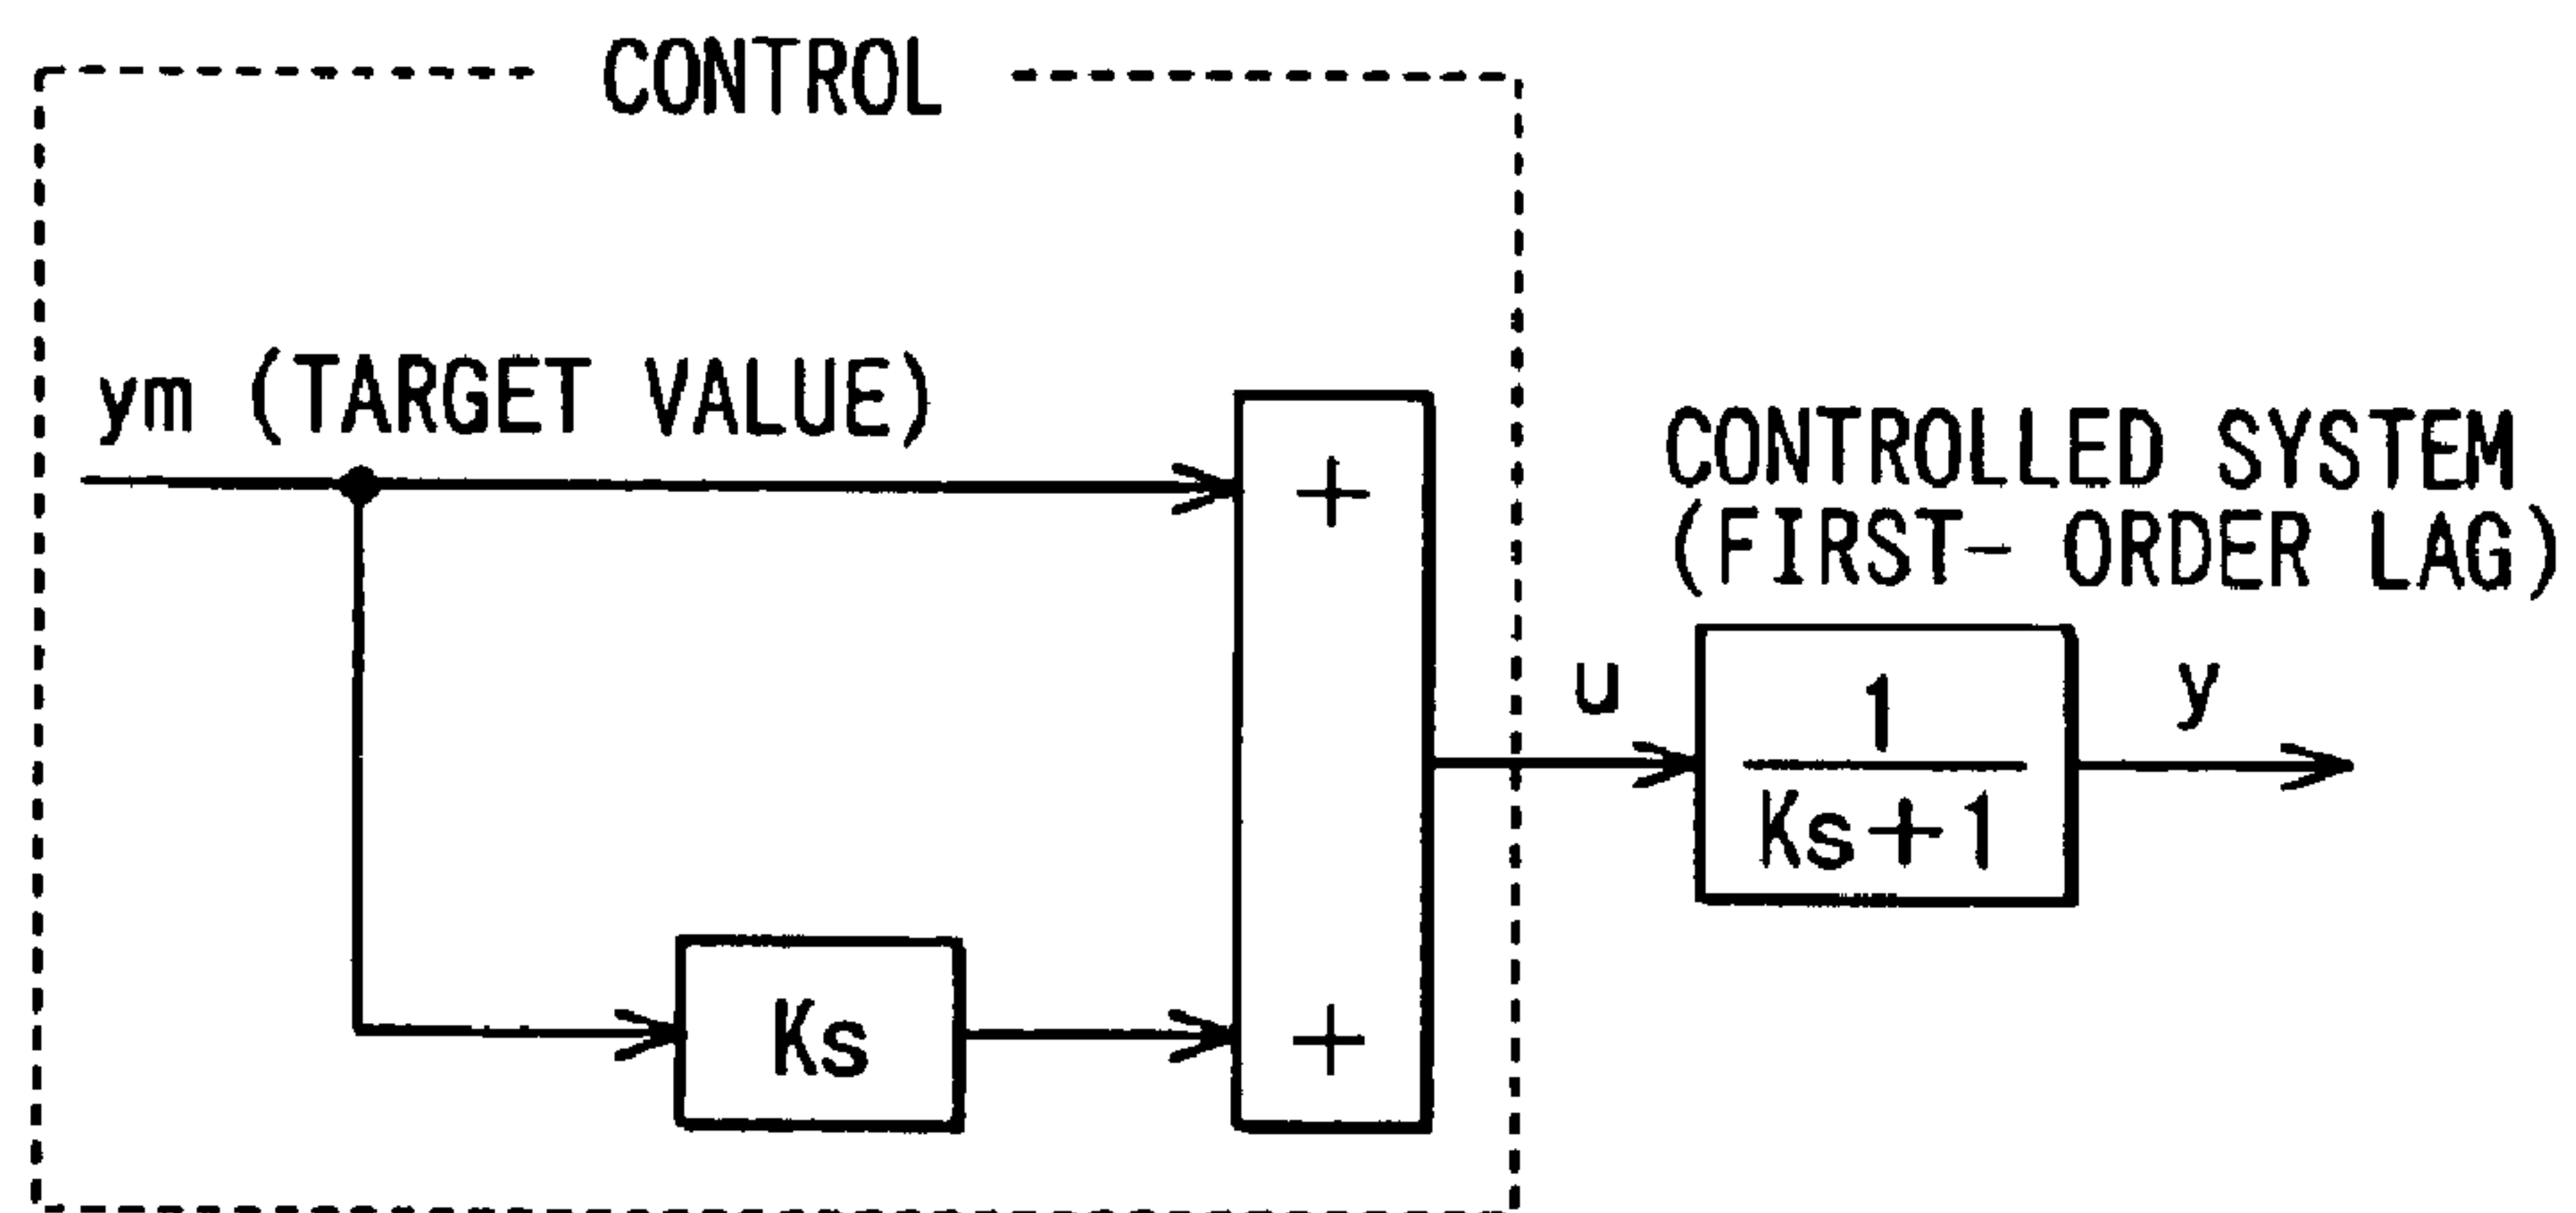 CONTROL
ym (TARGET VALUE)
+
CONTROLLED SYSTEM
(FIRST- ORDER LAG)
u
1
Ks+1
y
Ks
+